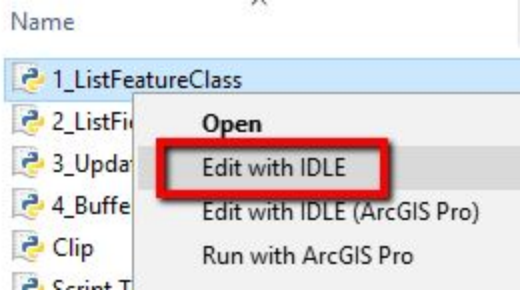 Name
1_ListFeatureClass
2_ListFi
Open
3_Upda
Edit with IDLE
4_Buffe
Edit with IDLE (ArcGIS Pro)
Clip
Run with ArcGIS Pro
Script T